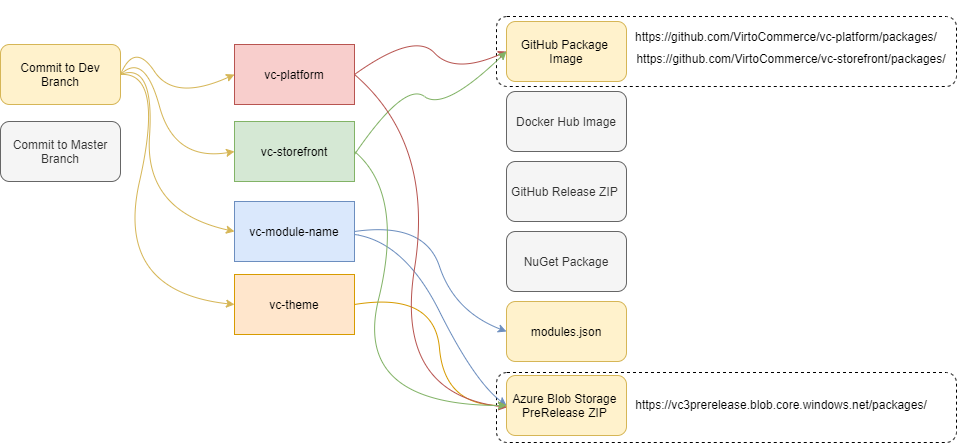 Commit to Dev
Branch
Commit to Master
Branch
vc-platform
vc-storefront
vc-module-name
vc-theme
GitHub Package
Image
https://github.com/VirtoCommerce/vc-platform/packages/
https://github.com/VirtoCommerce/vc-storefront/packages/
Docker Hub Image
GitHub Release ZIP
NuGet Package
modules.json
Azure Blob Storage
PreRelease ZIP
https://vc3prerelease.blob.core.windows.net/packages/